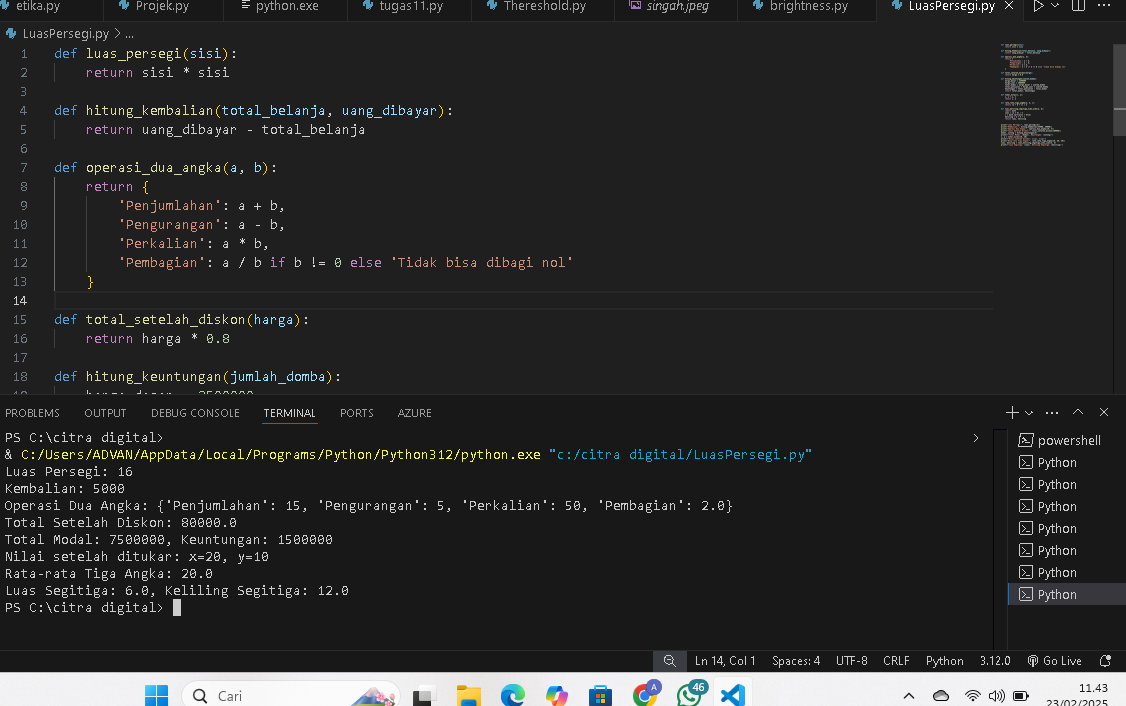 etika.py Projek.py python.exe tugas11.py Thereshold.py singah.jpeg brightness.py LuasPersegi.py
LuasPersegi.py > ...
1 def luas_persegi(sisi):
2 return sisi * sisi
3
4 def hitung_kembalian(total_belanja, uang_dibayar):
5 return uang_dibayar - total_belanja
6
7 def operasi_dua_angka(a, b):
8 return {
9 'Penjumlahan': a + b,
10 'Pengurangan': a - b,
11 'Perkalian': a * b,
12 'Pembagian': a / b if b != 0 else 'Tidak bisa dibagi nol'
13 }
14
15 def total_setelah_diskon(harga):
16 return harga * 0.8
17
18 def hitung_keuntungan(jumlah_domba):
PROBLEMS OUTPUT DEBUG CONSOLE TERMINAL PORTS AZURE
PS C:\citra digital>
& C:/Users/ADVAN/AppData/Local/Programs/Python/Python312/python.exe "c:/citra digital/LuasPersegi.py"
Luas Persegi: 16
Kembalian: 5000
Operasi Dua Angka: {'Penjumlahan': 15, 'Pengurangan': 5, 'Perkalian': 50, 'Pembagian': 2.0}
Total Setelah Diskon: 80000.0
Total Modal: 7500000, Keuntungan: 1500000
Nilai setelah ditukar: x=20, y=10
Rata-rata Tiga Angka: 20.0
Luas Segitiga: 6.0, Keliling Segitiga: 12.0
PS C:\citra digital>
powershell
Python
Python
Python
Python
Python
Python
Python
Ln 14, Col 1 Spaces: 4 UTF-8 CRLF Python 3.12.0 Go Live
Cari
A
46
11.43
23/02/2025